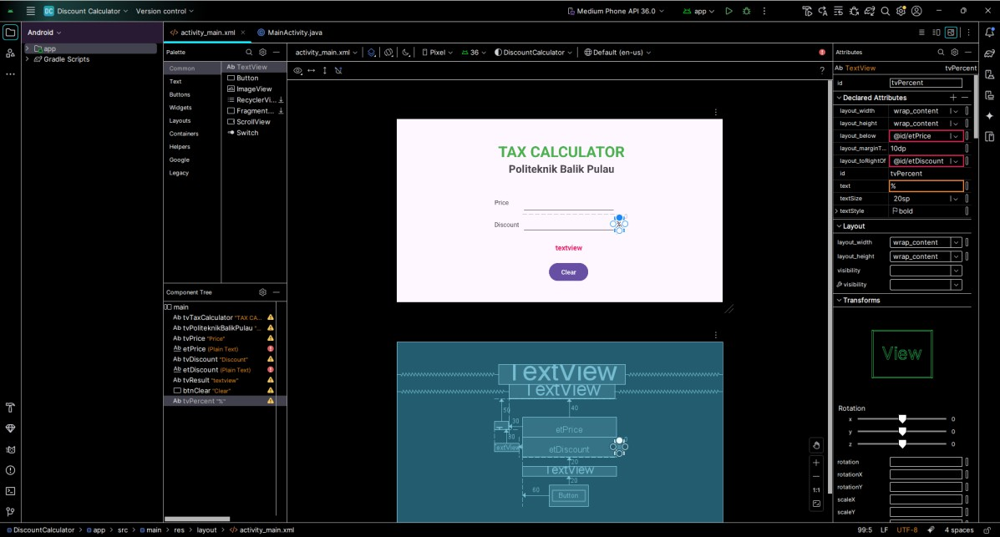 DC Discount Calculator Version control
Medium Phone API 36.0 app
Android
app
Gradle Scripts
activity_main.xml MainActivity.java
Palette
Common
Text
Buttons
Widgets
Layouts
Containers
Helpers
Google
Legacy
Ab TextView
Button
ImageView
RecyclerVi...
Fragment...
ScrollView
Switch
activity_main.xml Pixel 36 DiscountCalculator Default (en-us)
?
TAX CALCULATOR
Politeknik Balik Pulau
Price
Discount
%
textview
Clear
Component Tree
main
Ab tvTaxCalculator "TAX CA...
Ab tvPoliteknikBalikPulau "...
Ab tvPrice "Price"
Ab etPrice (Plain Text)
Ab tvDiscount "Discount"
Ab etDiscount (Plain Text)
Ab tvResult "textview"
btnClear "Clear"
Ab tvPercent "%"
TextView
TextView
50
40
30
etPrice
80
TextView
etDiscount
20
TextView
20
60
Button
1:1
Attributes
Ab TextView tvPercent
id tvPercent
Declared Attributes
layout_width wrap_content
layout_height wrap_content
layout_below @id/etPrice
layout_marginT... 10dp
layout_toRightOf @id/etDiscount
id tvPercent
text %
textSize 20sp
textStyle bold
Layout
layout_width wrap_content
layout_height wrap_content
visibility
visibility
Transforms
View
Rotation
x 0
y 0
z 0
rotation
rotationX
rotationY
scaleX
scaleY
DiscountCalculator > app > src > main > res > layout > activity_main.xml
99:5 LF UTF-8 4 spaces